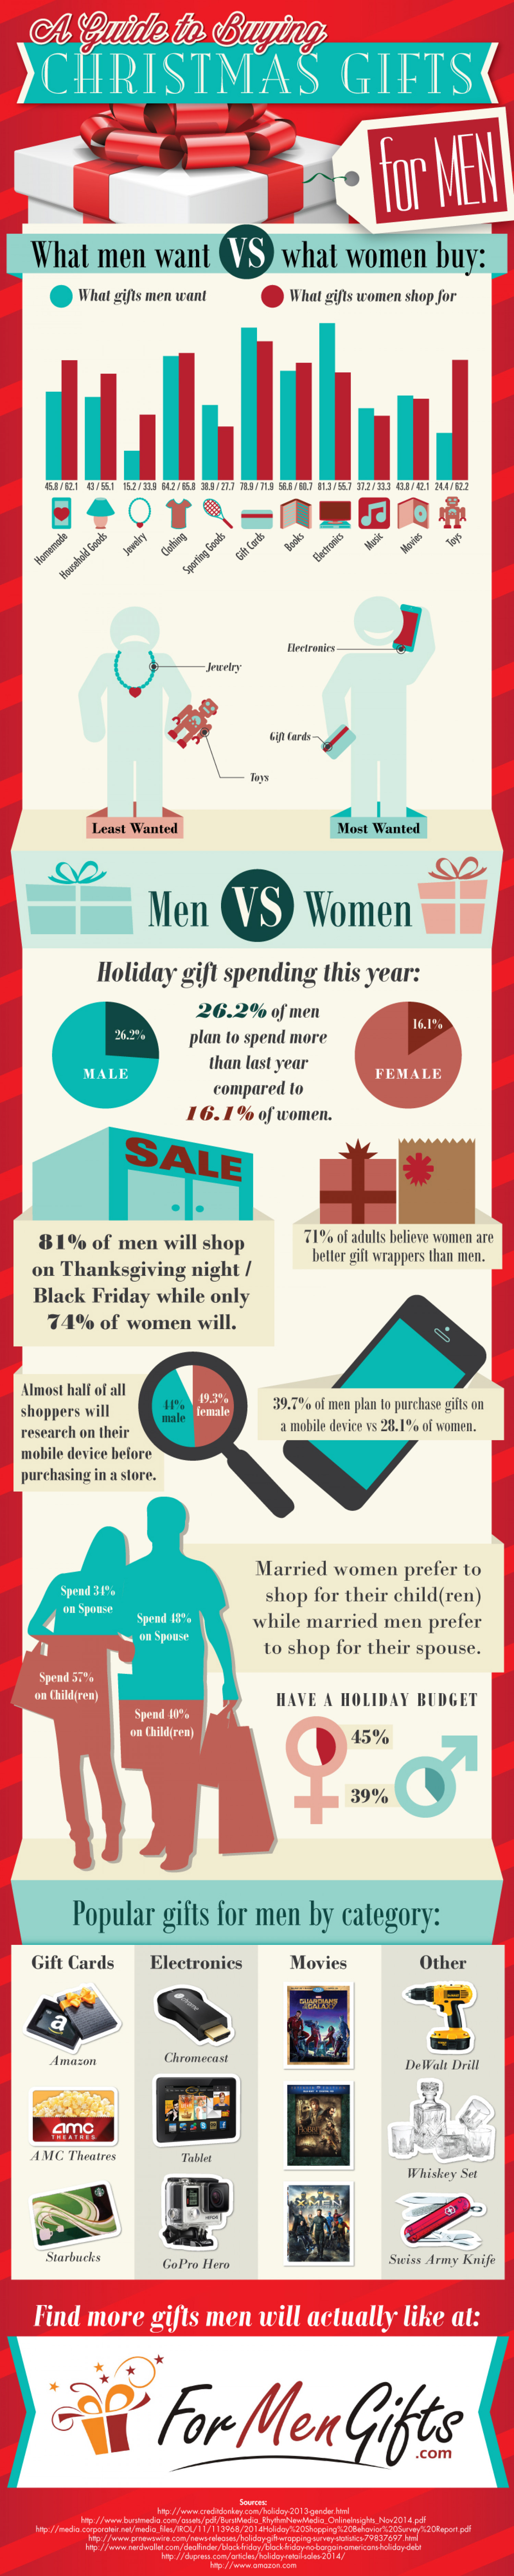 A Guide to Buying
CHRISTMAS GIFTS
for MEN
What men want VS what women buy:
What gifts men want
What gifts women shop for
45.8 / 62.1 43 / 55.1 15.2 / 33.9 64.2 / 65.8 38.9 / 27.7 78.9 / 71.9 56.6 / 60.7 81.3 / 55.7 37.2 / 33.3 43.8 / 42.1 24.4 / 62.2
Homemade
Household Goods
Jewelry
Clothing
Sporting Goods
Gift Cards
Books
Electronics
Music
Movies
Toys
Electronics
Jewelry
Gift Cards
Toys
Least Wanted
Most Wanted
Men VS Women
Holiday gift spending this year:
26.2%
MALE
26.2% of men
plan to spend more
than last year
compared to
16.1% of women.
16.1%
FEMALE
SALE
81% of men will shop
on Thanksgiving night /
Black Friday while only
74% of women will.
71% of adults believe women are
better gift wrappers than men.
Almost half of all
shoppers will
research on their
mobile device before
purchasing in a store.
44%
male
49.3%
female
39.7% of men plan to purchase gifts on
a mobile device vs 28.1% of women.
Spend 34%
on Spouse
Spend 48%
on Spouse
Spend 57%
on Child(ren)
Spend 40%
on Child(ren)
Married women prefer to
shop for their child(ren)
while married men prefer
to shop for their spouse.
HAVE A HOLIDAY BUDGET
45%
39%
Popular gifts for men by category:
Gift Cards
Electronics
Movies
Other
a
Amazon
Chromecast
GUARDIANS
GALAXY
DeWalt Drill
amc
THEATRES
AMC Theatres
Tablet
HOBBIT
Whiskey Set
Starbucks
GoPro Hero
X-MEN
Swiss Army Knife
Find more gifts men will actually like at:
For Men Gifts
.com
Sources:
http://www.creditdonkey.com/holiday-2013-gender.html
http://www.burstmedia.com/assets/pdf/BurstMedia_RhythmNewMedia_OnlineInsights_Nov2014.pdf
http://media.corporateir.net/media_files/IROL/11/113968/2014Holiday%20Shopping%20Behavior%20Survey%20Report.pdf
http://www.prnewswire.com/news-releases/holiday-gift-wrapping-survey-statistics-79837697.html
http://www.nerdwallet.com/dealfinder/black-friday/black-friday-no-bargain-americans-holiday-debt
http://dupress.com/articles/holiday-retail-sales-2014/
http://www.amazon.com